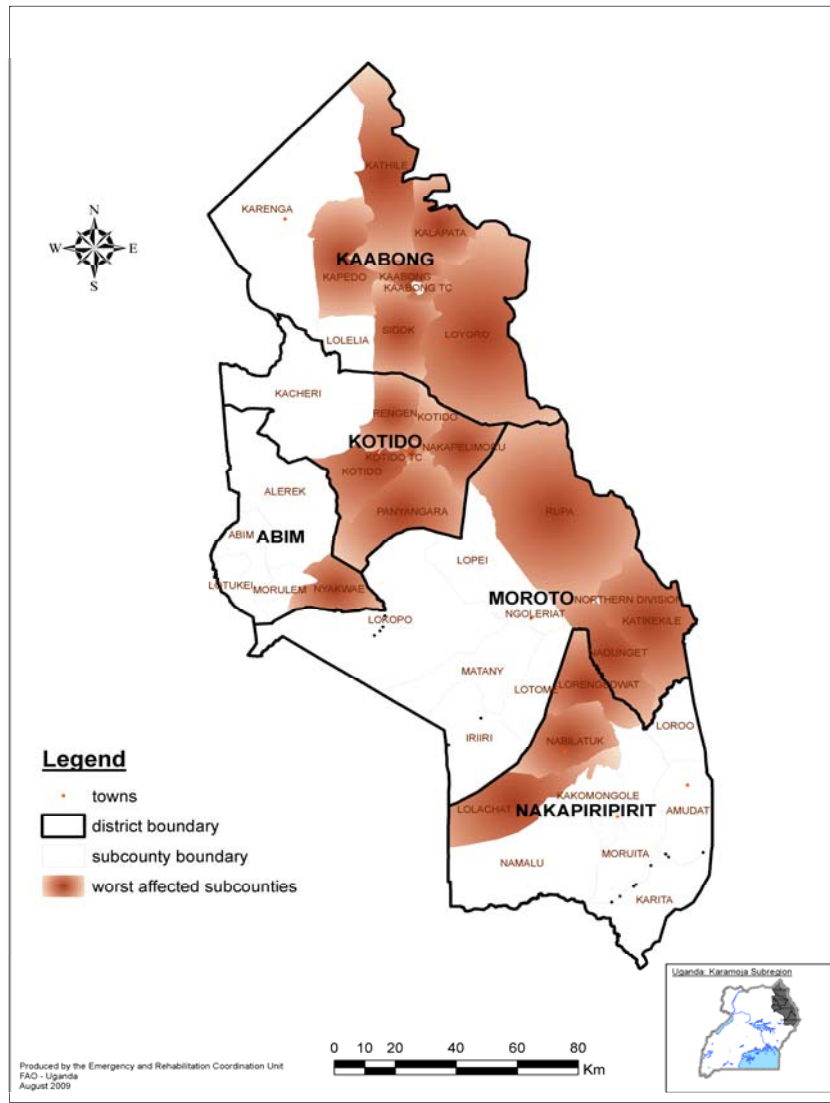 KATHILE
KARENGA
N
W E
S
KALAPATA
KAABONG
KAPEDO
KAABONG
KAABONG TC
SIDOK
LOYORO
LOLELIA
KACHERI
RENGEN
KOTIDO
KOTIDO
NAKAPELIMORU
KOTIDO TC
KOTIDO
ALEREK
PANYANGARA
RUPA
ABIM
ABIM
LOPEI
LOTUKEI
MORULEM
NYAKWAE
MOROTO
NORTHERN DIVISION
NGOLERIAT
LOKOPO
KATIKEKILE
NADUNGET
MATANY
LOTOME
LORENGEDWAT
LOROO
IRIIRI
NABILATUK
Legend
towns
district boundary
subcounty boundary
worst affected subcounties
KAKOMONGOLE
LOLACHAT
NAKAPIRIPIRIT
AMUDAT
NAMALU
MORUITA
KARITA
Uganda: Karamoja Subregion
0 10 20 40 60 80
Km
Produced by the Emergency and Rehabilitation Coordination Unit
FAO - Uganda
August 2009